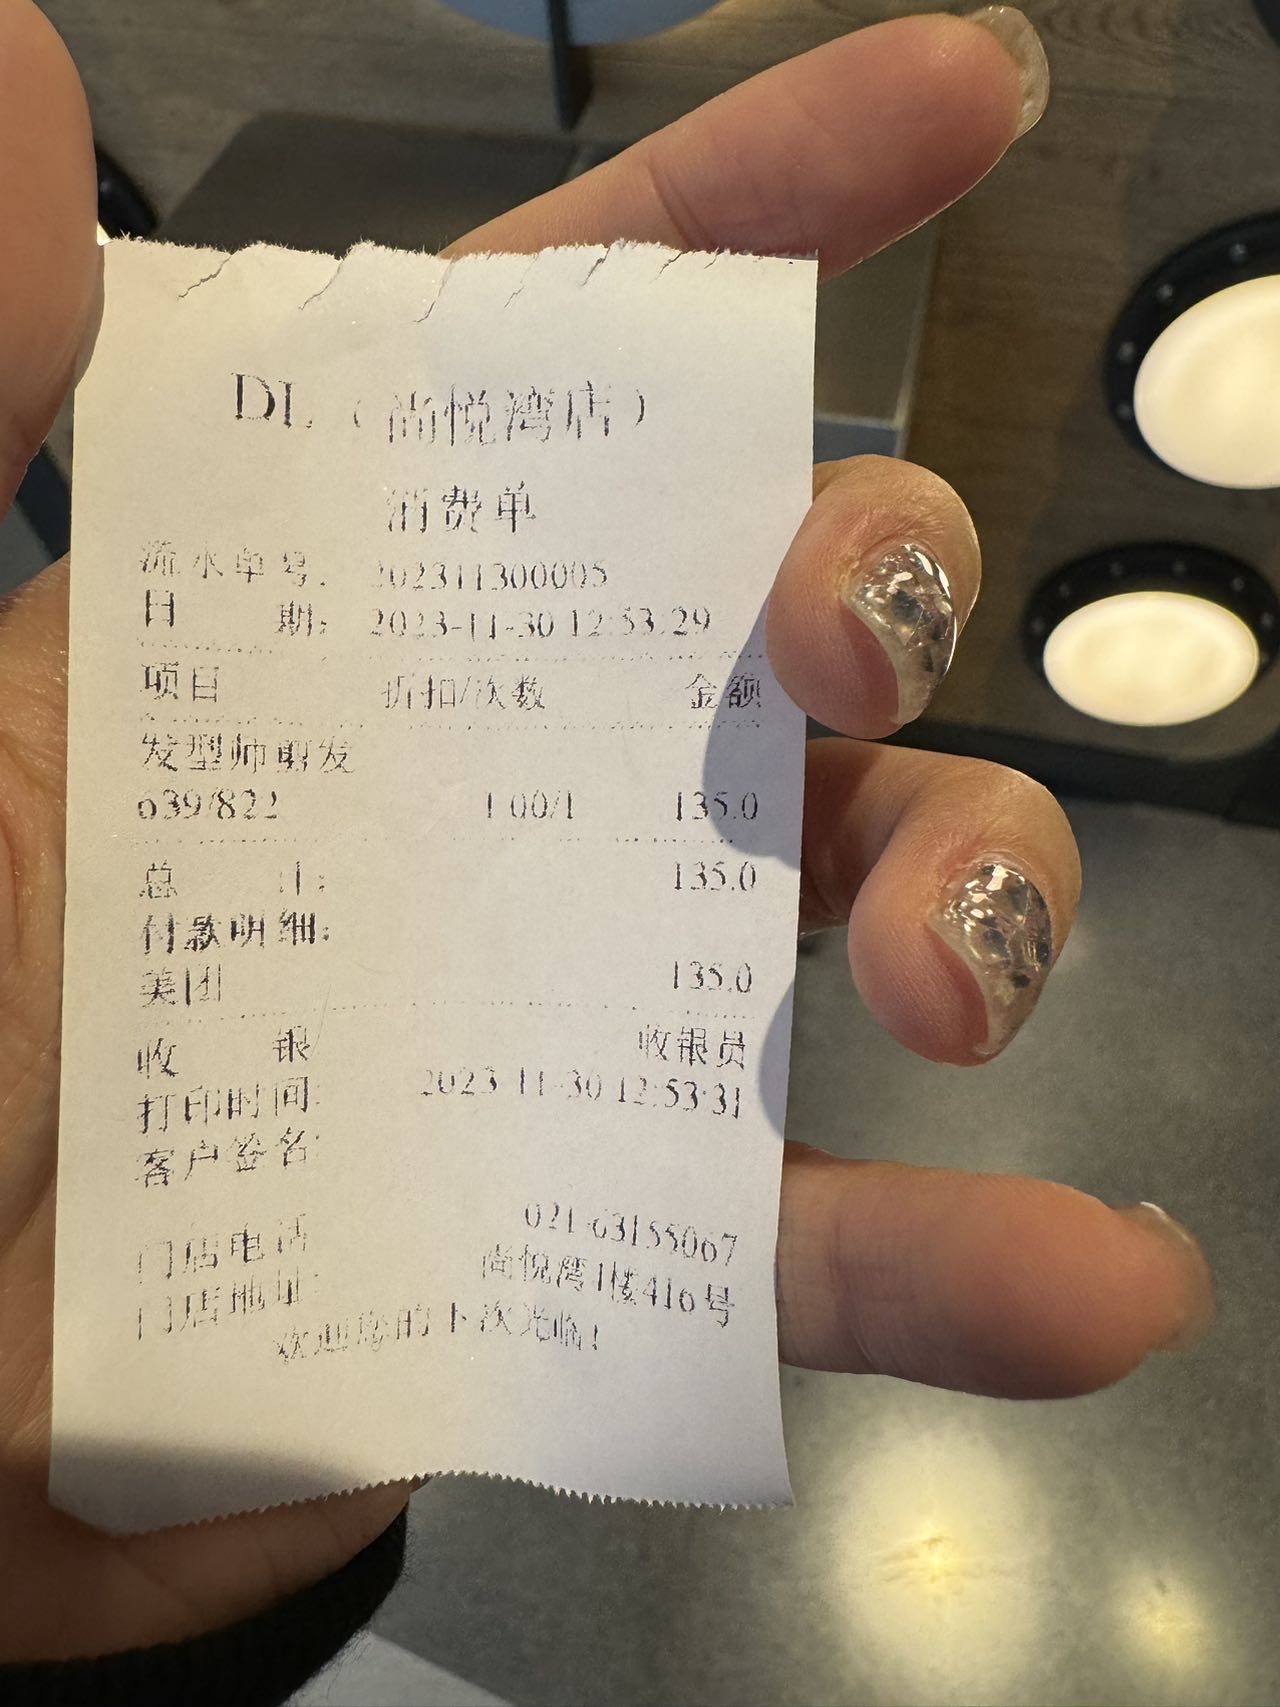 DL（尚悦湾店）
消费单
流水单号: 202311300005
日 期: 2023-11-30 12:53:29
项目 折扣/次数 金额
发型师剪发
639/822 1.00/1 135.0
总 计: 135.0
付款明细:
美团 135.0
收 银 收银员
打印时间: 2023-11-30 12:53:31
客户签名:
门店电话 021-63155067
门店地址: 尚悦湾1楼416号
欢迎您的下次光临!